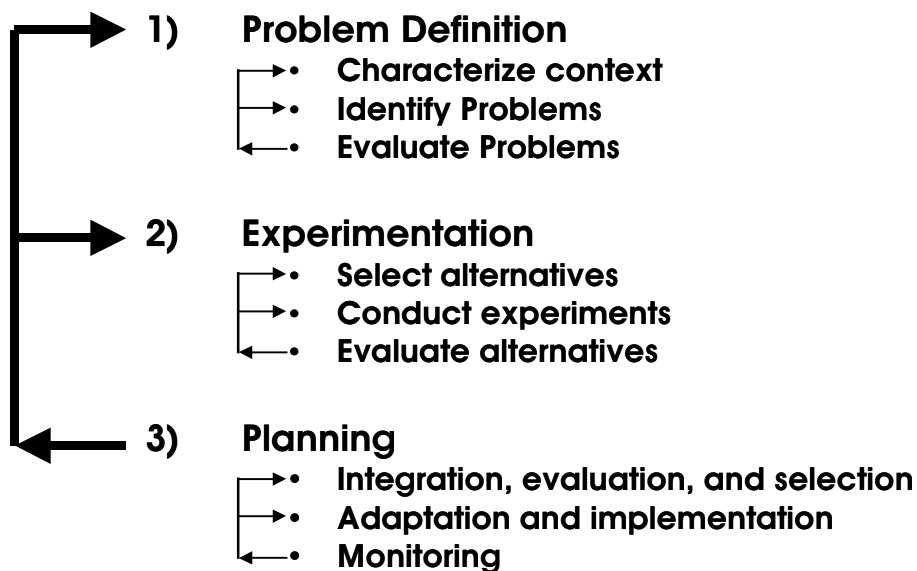 1) Problem Definition
• Characterize context
• Identify Problems
• Evaluate Problems
2) Experimentation
• Select alternatives
• Conduct experiments
• Evaluate alternatives
3) Planning
• Integration, evaluation, and selection
• Adaptation and implementation
• Monitoring